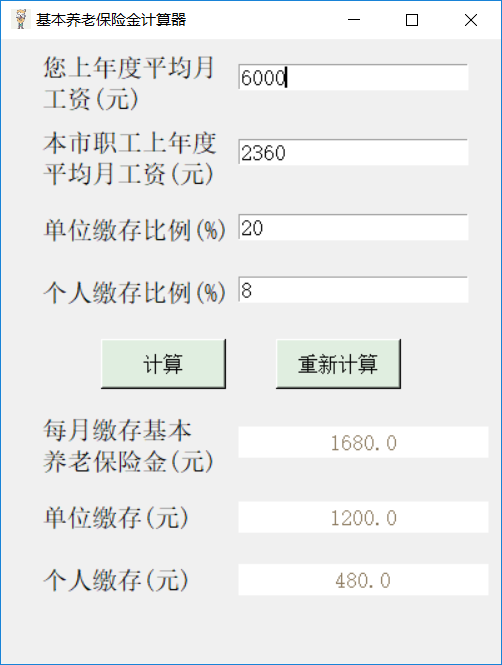 基本养老保险金计算器
您上年度平均月
工资(元)
6000
本市职工上年度
平均月工资(元)
2360
单位缴存比例(%)
20
个人缴存比例(%)
8
计算
重新计算
每月缴存基本
养老保险金(元)
1680.0
单位缴存(元)
1200.0
个人缴存(元)
480.0